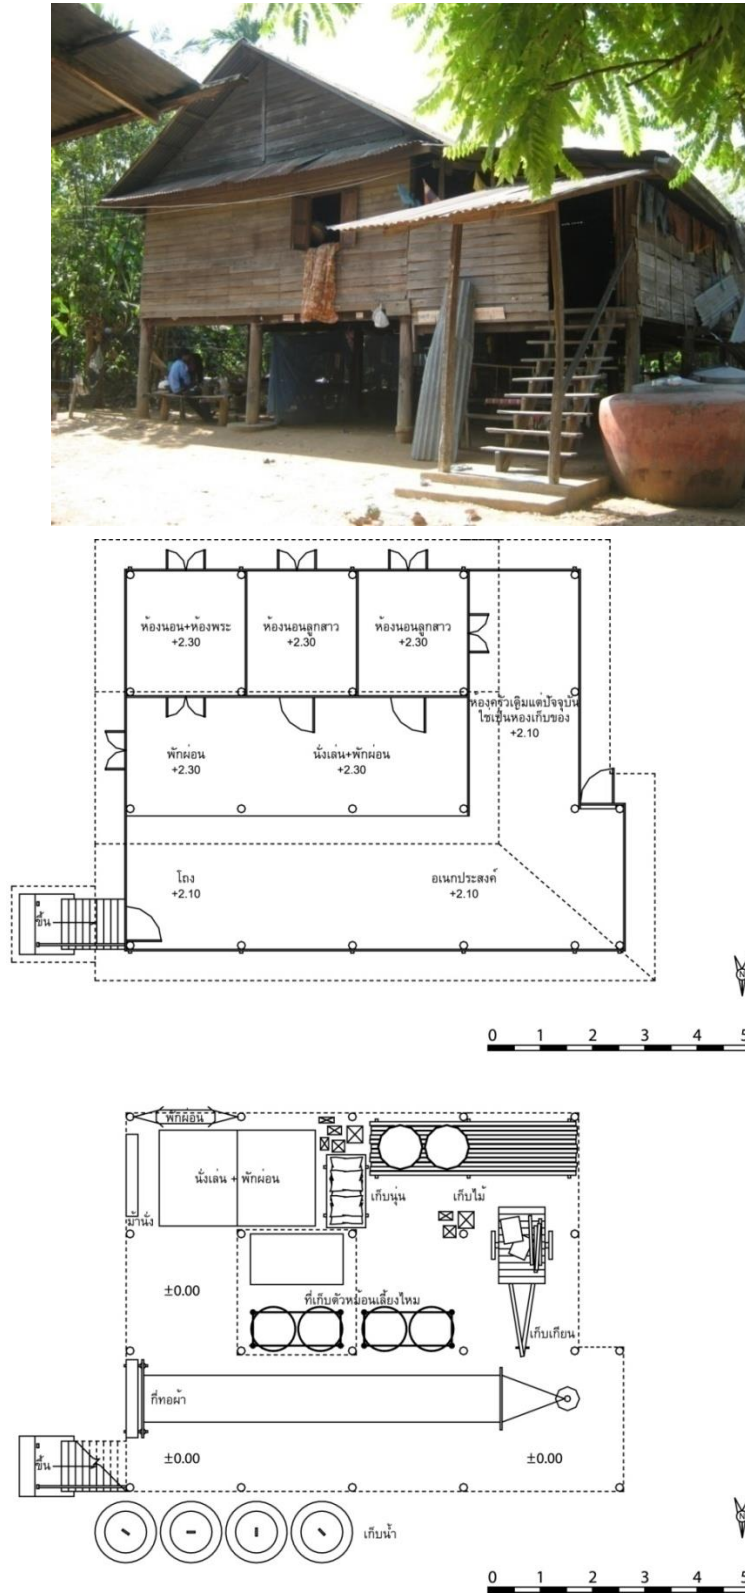 ห้องนอน+ห้องพระ
+2.30
ห้องนอนลูกสาว
+2.30
ห้องนอนลูกสาว
+2.30
ห้องครัวเดิมแต่ปัจจุบัน
ใช้เป็นห้องเก็บของ
+2.10
พักผ่อน
+2.30
นั่งเล่น+พักผ่อน
+2.30
โถง
+2.10
อเนกประสงค์
+2.10
ขึ้น
N
0 1 2 3 4 5
พักผ่อน
นั่งเล่น + พักผ่อน
ม้านั่ง
เก็บนุ่น
เก็บไม้
±0.00
ที่เก็บตัวหม้อนเลี้ยงไหม
เก็บเกียน
กี่ทอผ้า
ขึ้น
±0.00
±0.00
เก็บน้ำ
N
0 1 2 3 4 5